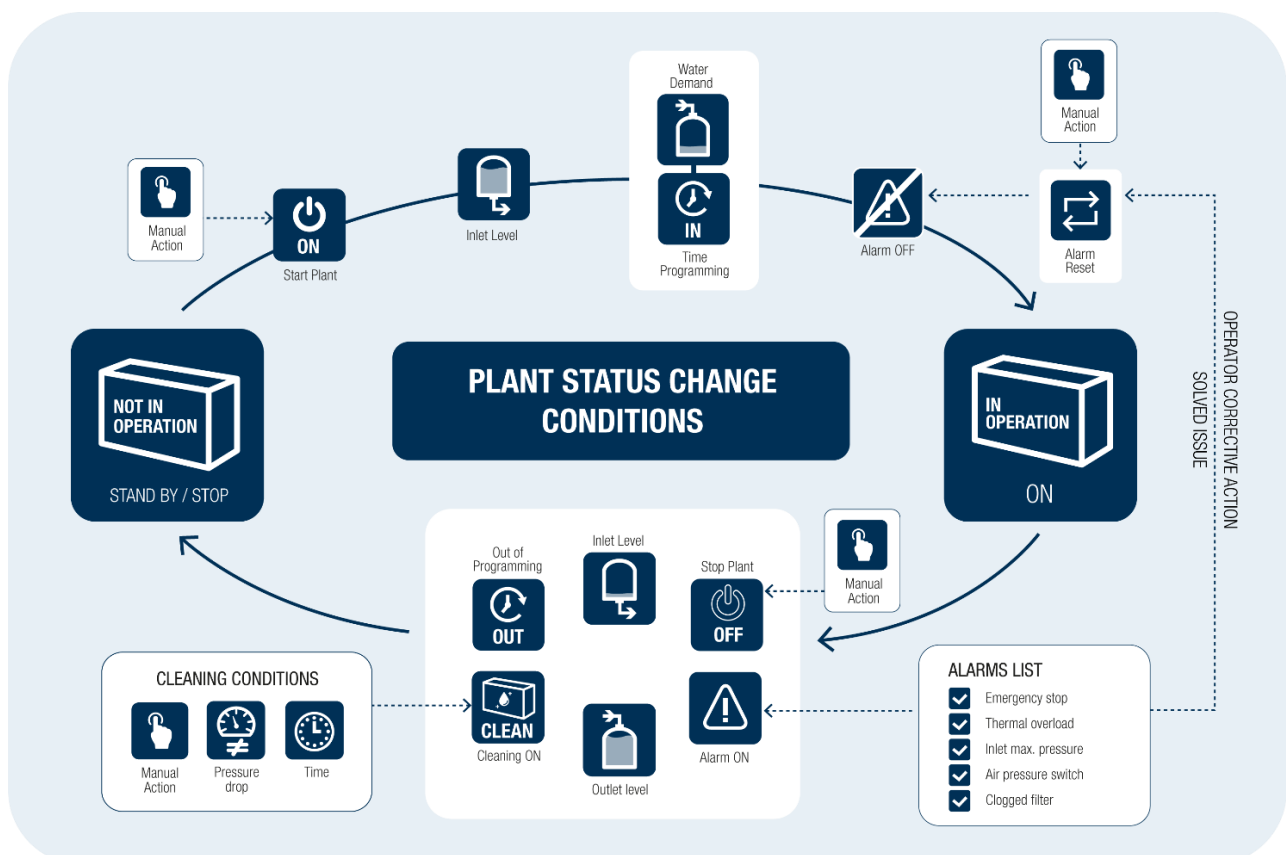 Water
Demand
IN
Time
Programming
Manual
Action
Manual
Action
ON
Start Plant
Inlet Level
Alarm OFF
Alarm
Reset
PLANT STATUS CHANGE
CONDITIONS
NOT IN
OPERATION
STAND BY / STOP
IN
OPERATION
ON
OPERATOR CORRECTIVE ACTION
SOLVED ISSUE
Out of
Programming
OUT
Inlet Level
Stop Plant
OFF
Manual
Action
CLEAN
Cleaning ON
Outlet level
Alarm ON
CLEANING CONDITIONS
Manual
Action
Pressure
drop
Time
ALARMS LIST
Emergency stop
Thermal overload
Inlet max. pressure
Air pressure switch
Clogged filter